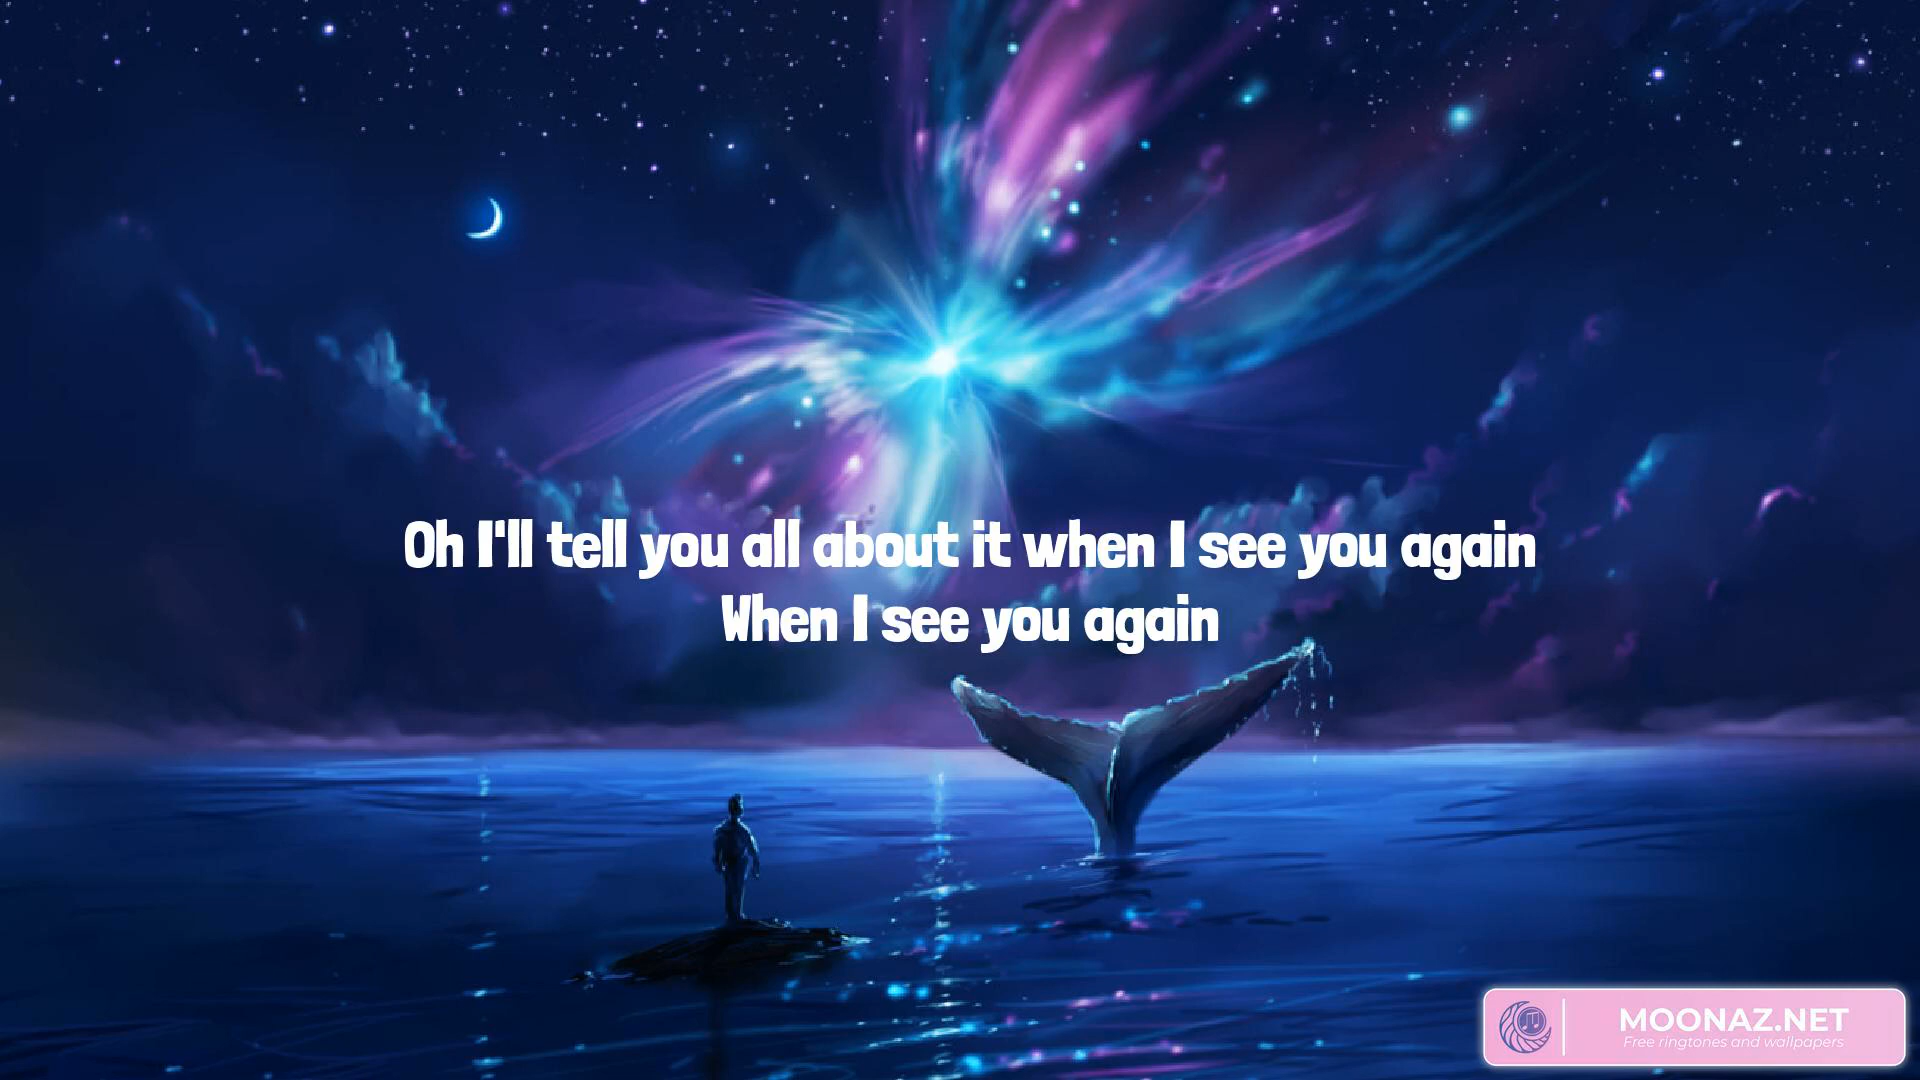 Oh I'll tell you all about it when I see you again
When I see you again
MOONAZ.NET
Free ringtones and wallpapers